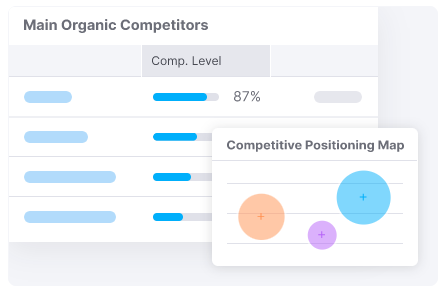 Main Organic Competitors
Comp. Level
87%
Competitive Positioning Map